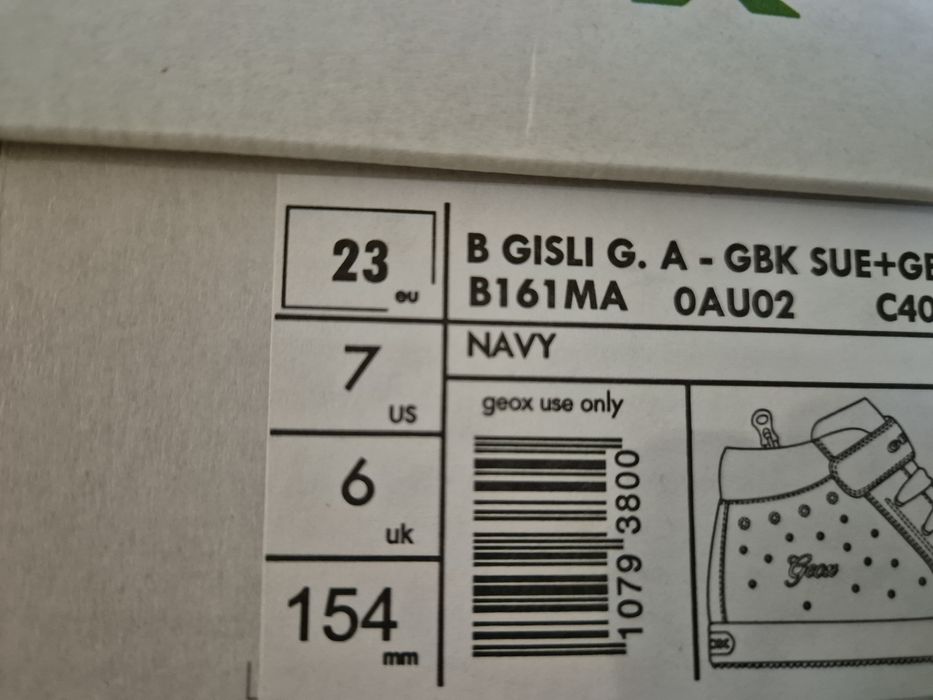 23 eu
B GISLI G. A - GBK SUE+GE
B161MA 0AU02 C40
7 US
NAVY
geox use only
6 uk
1079 3800
154 mm
Geox